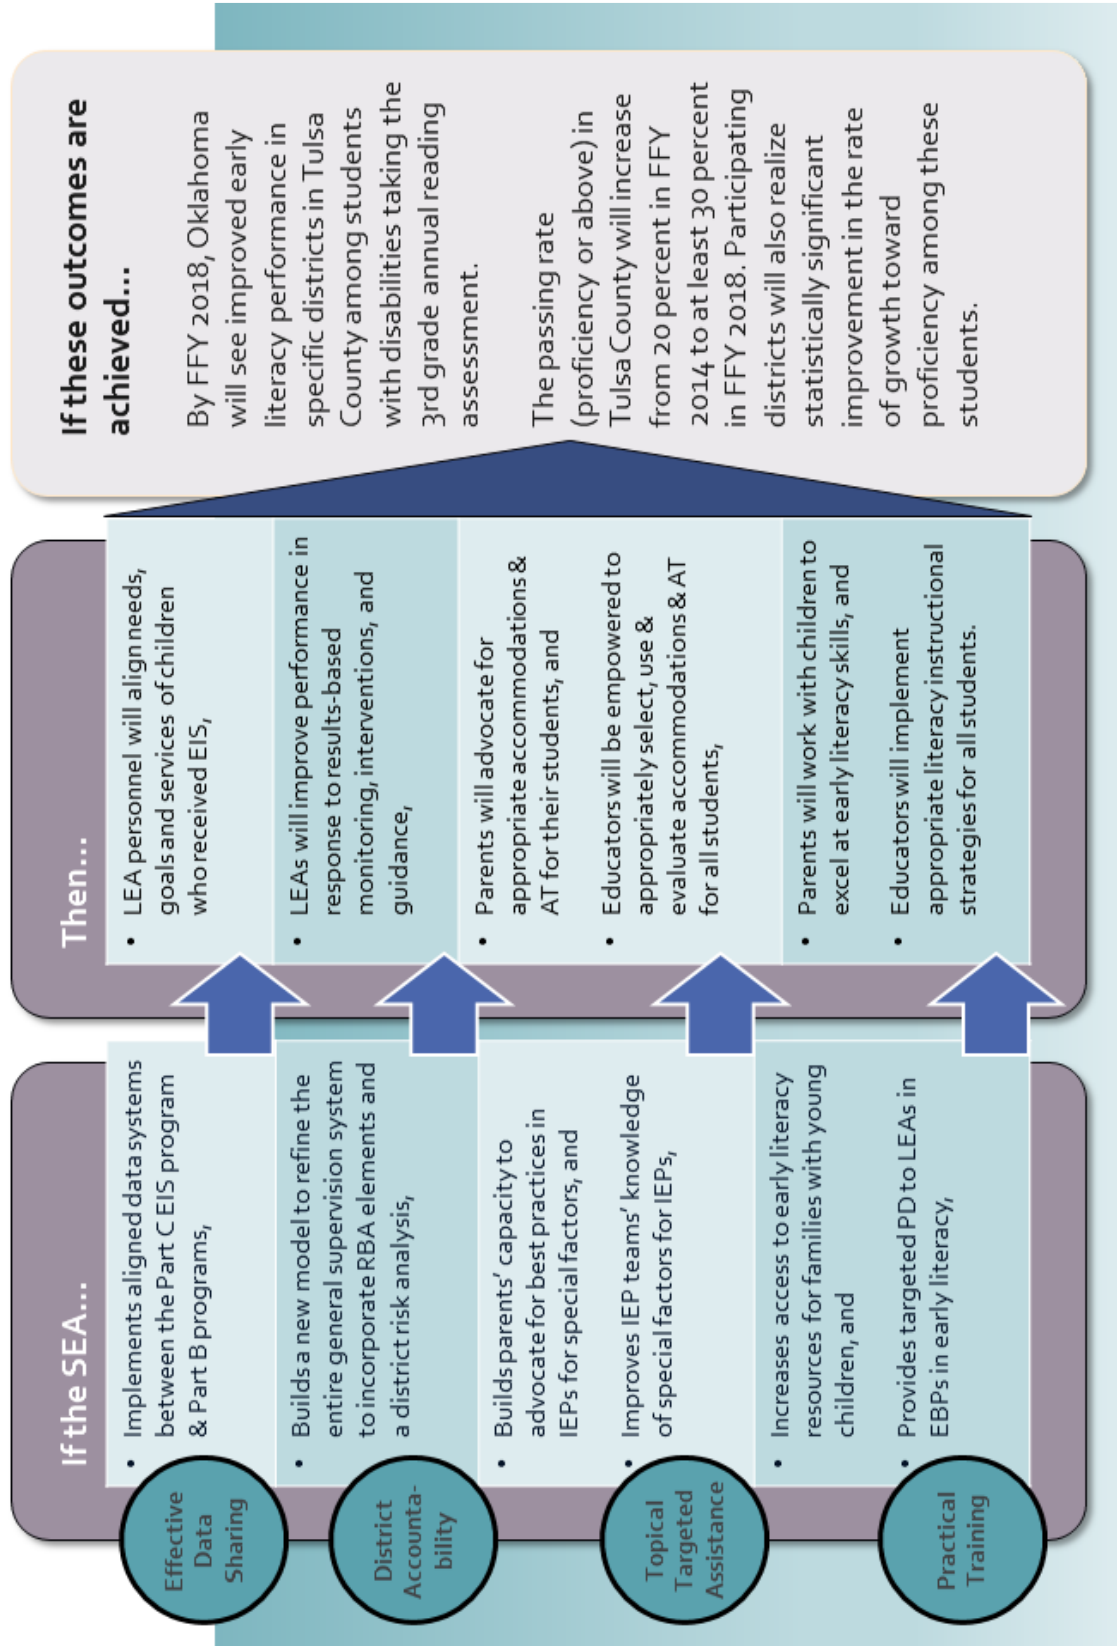 If the SEA...
Effective
Data
Sharing
• Implements aligned data systems
between the Part C EIS program
& Part B programs,
District
Accounta-
bility
• Builds a new model to refine the
entire general supervision system
to incorporate RBA elements and
a district risk analysis,
Topical
Targeted
Assistance
• Builds parents' capacity to
advocate for best practices in
IEPs for special factors, and
• Improves IEP teams' knowledge
of special factors for IEPs,
Practical
Training
• Increases access to early literacy
resources for families with young
children, and
• Provides targeted PD to LEAs in
EBPs in early literacy,
Then...
• LEA personnel will align needs,
goals and services of children
who received EIS,
• LEAs will improve performance in
response to results-based
monitoring, interventions, and
guidance,
• Parents will advocate for
appropriate accommodations &
AT for their students, and
• Educators will be empowered to
appropriately select, use &
evaluate accommodations & AT
for all students,
• Parents will work with children to
excel at early literacy skills, and
• Educators will implement
appropriate literacy instructional
strategies for all students.
If these outcomes are
achieved...
By FFY 2018, Oklahoma
will see improved early
literacy performance in
specific districts in Tulsa
County among students
with disabilities taking the
3rd grade annual reading
assessment.
The passing rate
(proficiency or above) in
Tulsa County will increase
from 20 percent in FFY
2014 to at least 30 percent
in FFY 2018. Participating
districts will also realize
statistically significant
improvement in the rate
of growth toward
proficiency among these
students.